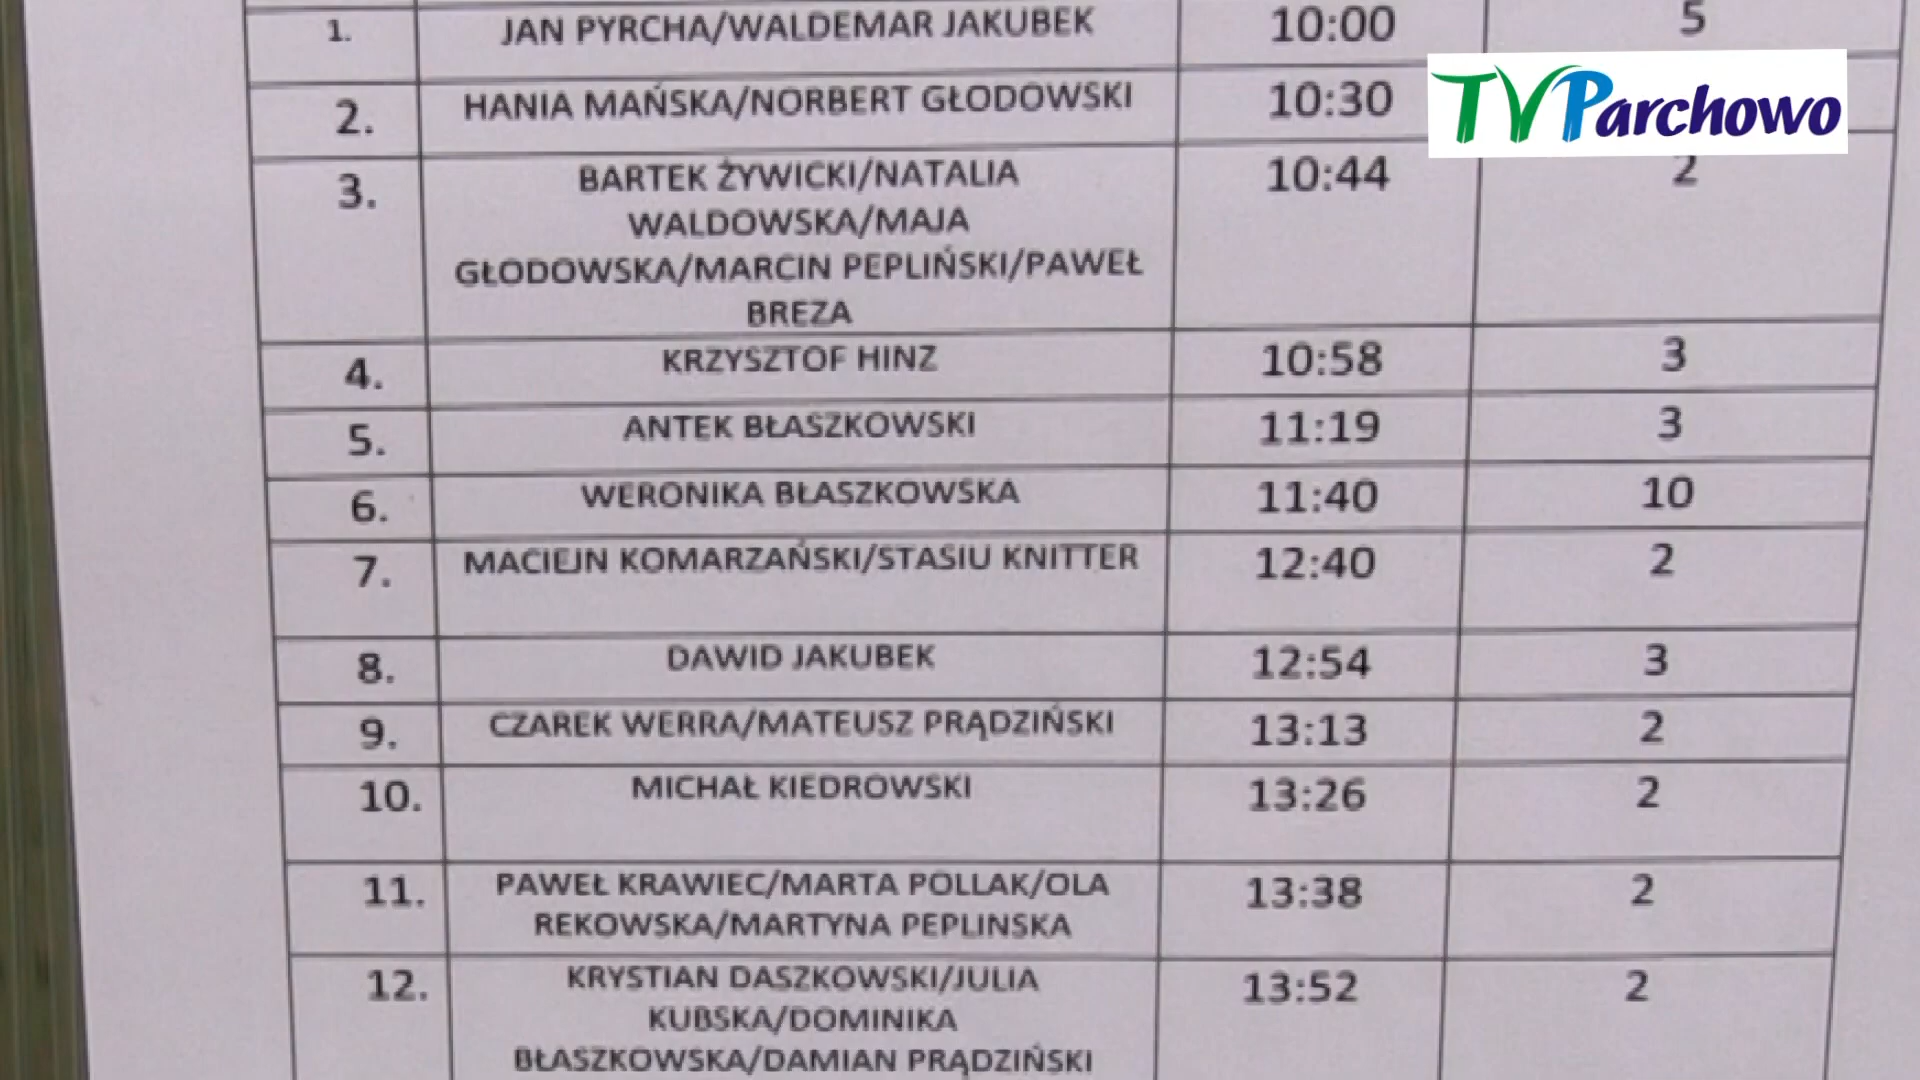 1. JAN PYRCHA/WALDEMAR JAKUBEK 10:00 5
TVParchowo
2. HANIA MAŃSKA/NORBERT GŁODOWSKI 10:30
3. BARTEK ŻYWICKI/NATALIA 10:44 2
WALDOWSKA/MAJA
GŁODOWSKA/MARCIN PEPLIŃSKI/PAWEŁ
BREZA
4. KRZYSZTOF HINZ 10:58 3
5. ANTEK BŁASZKOWSKI 11:19 3
6. WERONIKA BŁASZKOWSKA 11:40 10
7. MACIEJN KOMARZAŃSKI/STASIU KNITTER 12:40 2
8. DAWID JAKUBEK 12:54 3
9. CZAREK WERRA/MATEUSZ PRĄDZIŃSKI 13:13 2
10. MICHAŁ KIEDROWSKI 13:26 2
11. PAWEŁ KRAWIEC/MARTA POLLAK/OLA 13:38 2
REKOWSKA/MARTYNA PEPLINSKA
12. KRYSTIAN DASZKOWSKI/JULIA 13:52 2
KUBSKA/DOMINIKA
BŁASZKOWSKA/DAMIAN PRĄDZIŃSKI